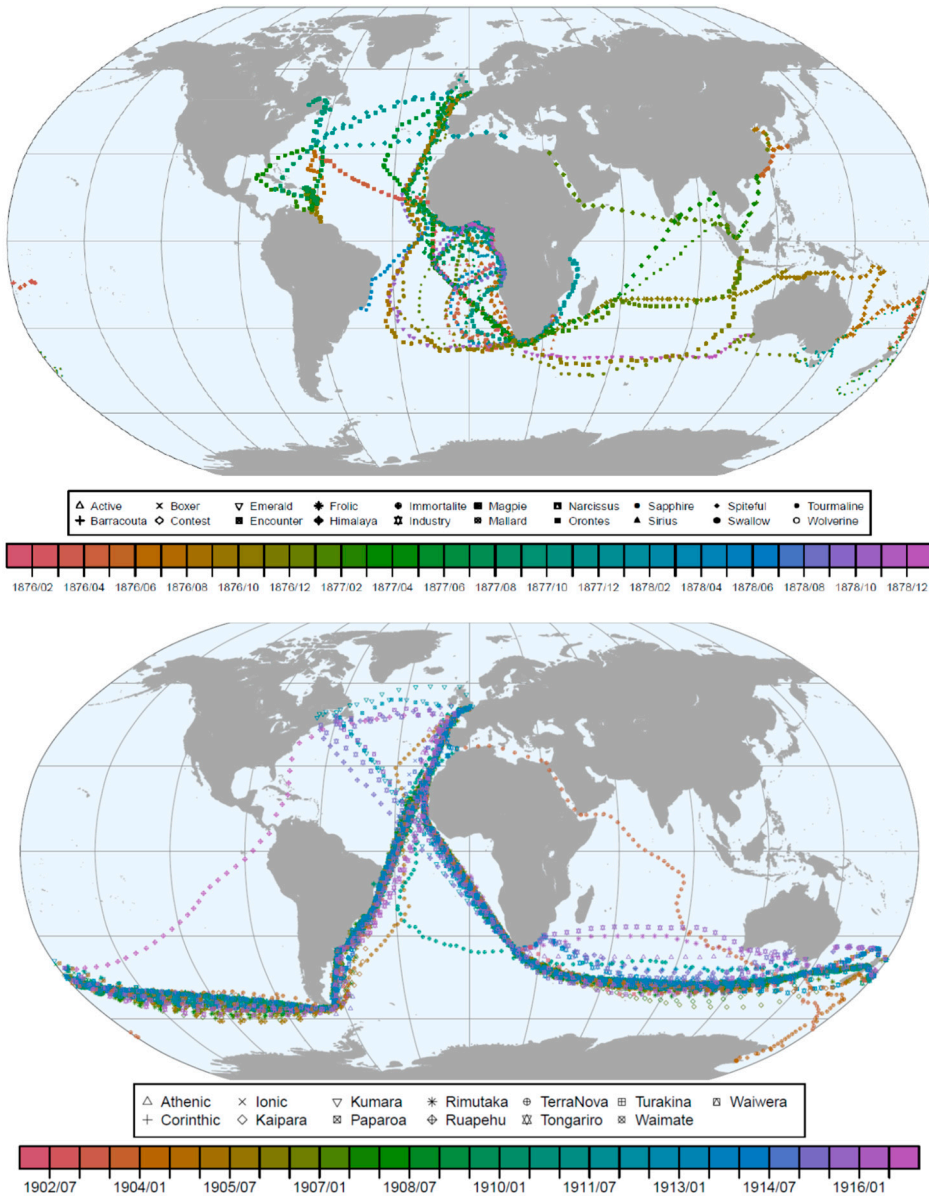 Active Boxer Emerald Frolic Immortalite Magpie Narcissus Sapphire Spiteful Tourmaline
Barracouta Contest Encounter Himalaya Industry Mallard Orontes Sirius Swallow Wolverine
1876/02 1876/04 1876/06 1876/08 1876/10 1876/12 1877/02 1877/04 1877/06 1877/08 1877/10 1877/12 1878/02 1878/04 1878/06 1878/08 1878/10 1878/12
Athenic Ionic Kumara Rimutaka TerraNova Turakina Waiwera
Corinthic Kaipara Paparoa Ruapehu Tongariro Waimate
1902/07 1904/01 1905/07 1907/01 1908/07 1910/01 1911/07 1913/01 1914/07 1916/01